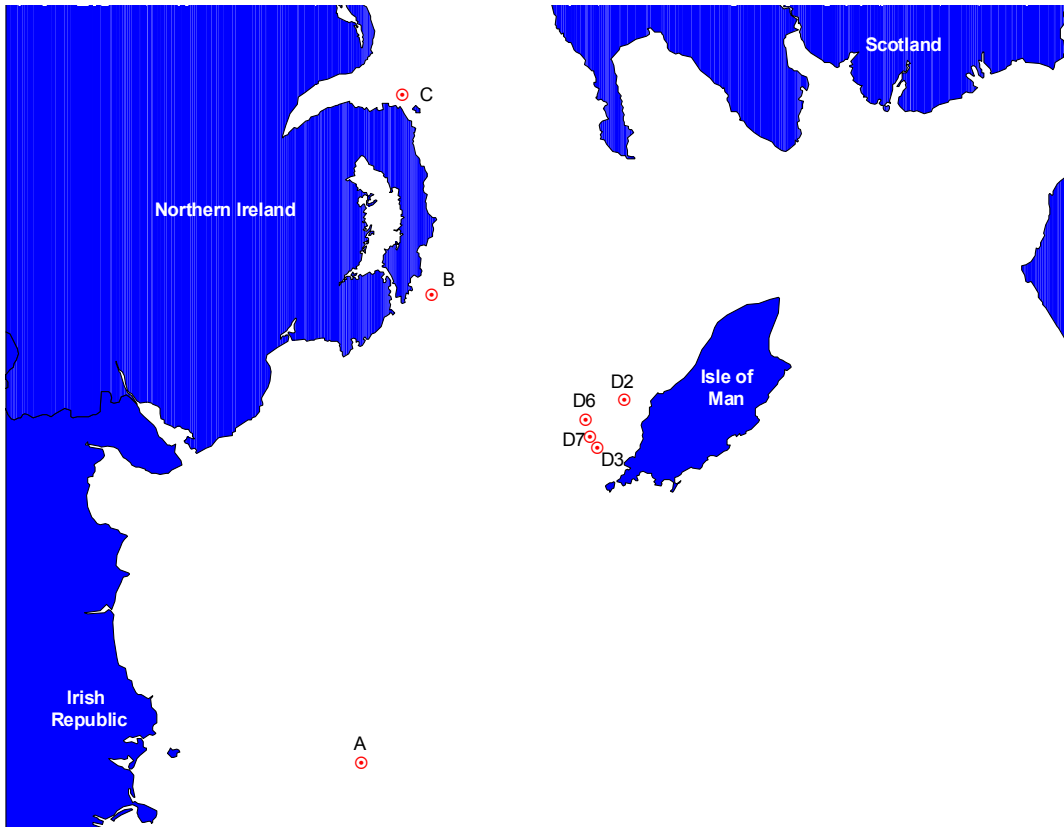 Scotland
C
Northern Ireland
B
Isle of
Man
D2
D6
D7
D3
Irish
Republic
A